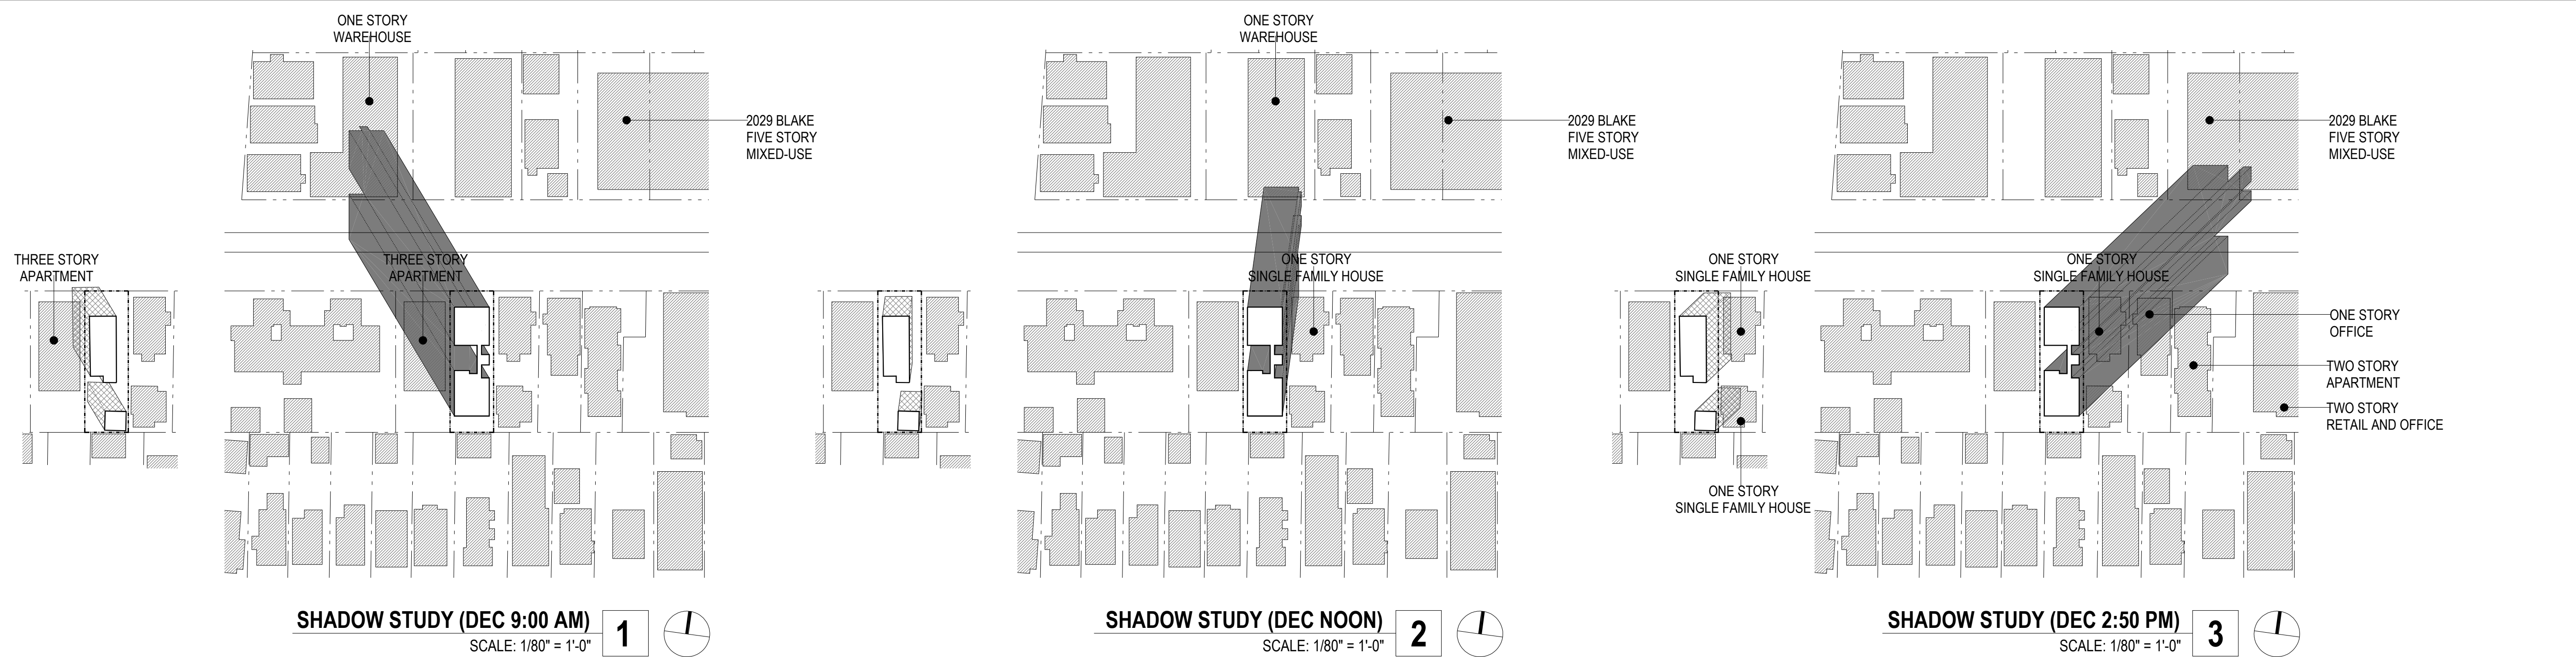 ONE STORY
WAREHOUSE
2029 BLAKE
FIVE STORY
MIXED-USE
THREE STORY
APARTMENT
THREE STORY
APARTMENT
SHADOW STUDY (DEC 9:00 AM)
SCALE: 1/80" = 1'-0"
1
ONE STORY
WAREHOUSE
2029 BLAKE
FIVE STORY
MIXED-USE
ONE STORY
SINGLE FAMILY HOUSE
SHADOW STUDY (DEC NOON)
SCALE: 1/80" = 1'-0"
2
2029 BLAKE
FIVE STORY
MIXED-USE
ONE STORY
SINGLE FAMILY HOUSE
ONE STORY
SINGLE FAMILY HOUSE
ONE STORY
OFFICE
TWO STORY
APARTMENT
TWO STORY
RETAIL AND OFFICE
ONE STORY
SINGLE FAMILY HOUSE
SHADOW STUDY (DEC 2:50 PM)
SCALE: 1/80" = 1'-0"
3